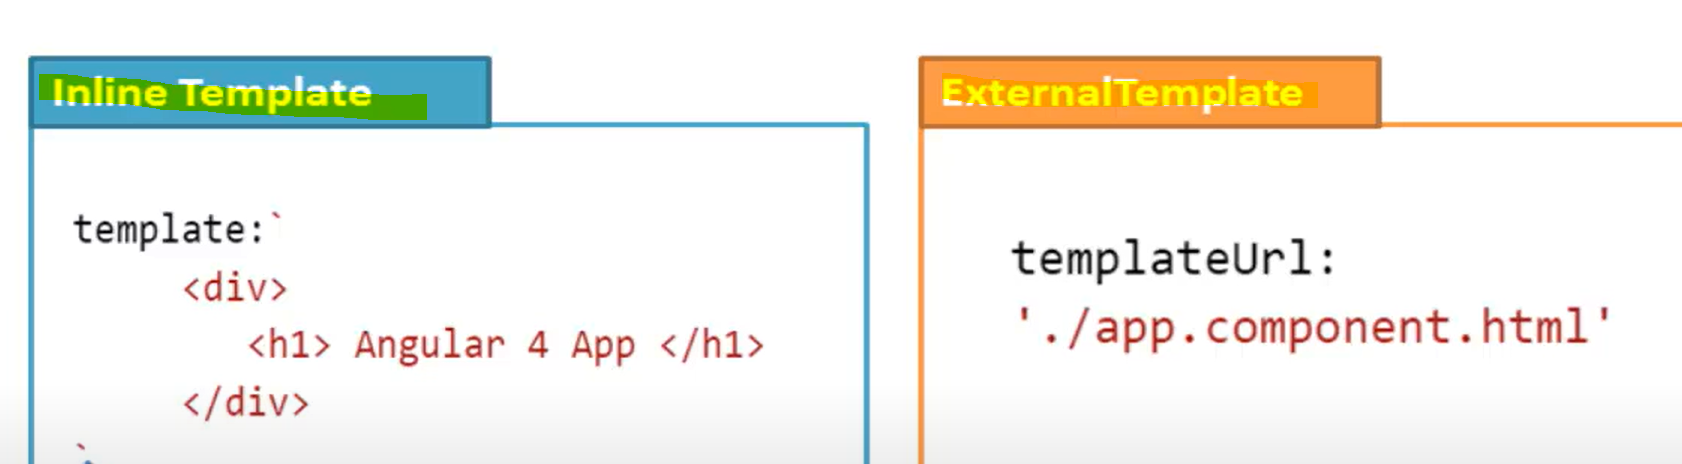 Inline Template
template:`
<div>
<h1> Angular 4 App </h1>
</div>
`
ExternalTemplate
templateUrl:
'./app.component.html'